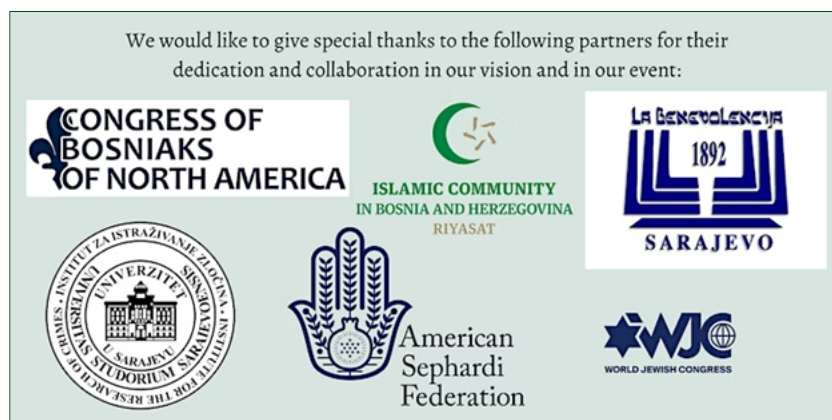 We would like to give special thanks to the following partners for their
dedication and collaboration in our vision and in our event:
CONGRESS OF
BOSNIAKS
OF NORTH AMERICA
ISLAMIC COMMUNITY
IN BOSNIA AND HERZEGOVINA
RIYASAT
LA BENEVOLENCIJA
1892
SARAJEVO
INSTITUT ZA ISTRAŽIVANJE ZLOČINA · INSTITUTE FOR THE RESEARCH OF CRIMES ·
UNIVERSITAS STUDIORUM SARAJEVOENSIS
UNIVERZITET
U SARAJEVU
American
Sephardi
Federation
WJC
WORLD JEWISH CONGRESS